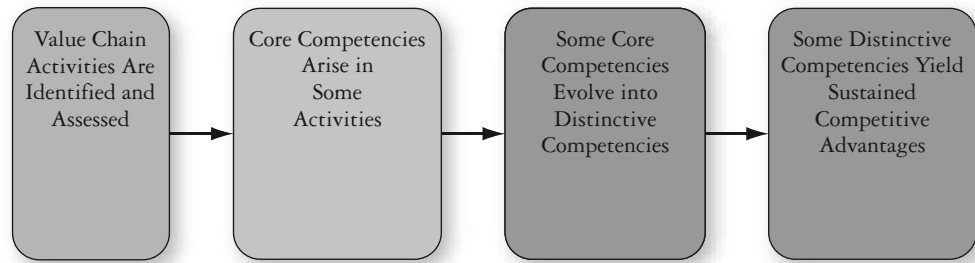 Value Chain
Activities Are
Identified and
Assessed
Core Competencies
Arise in
Some
Activities
Some Core
Competencies
Evolve into
Distinctive
Competencies
Some Distinctive
Competencies Yield
Sustained
Competitive
Advantages